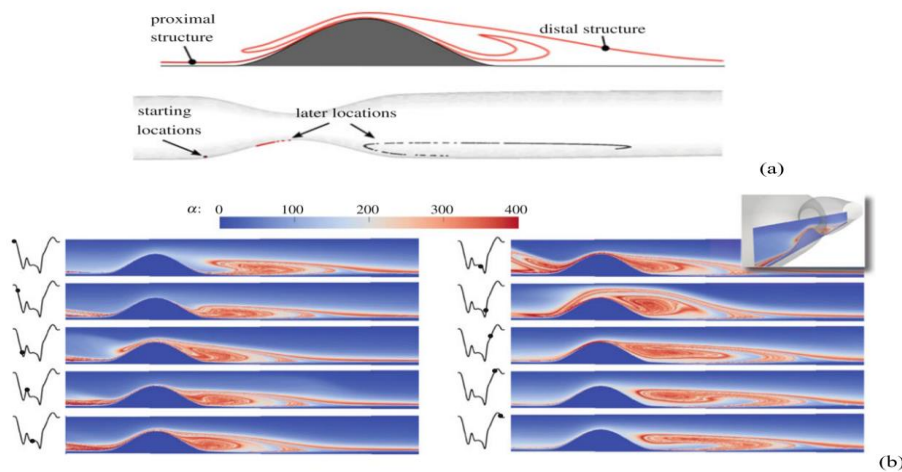 proximal
structure
distal structure
starting
locations
later locations
(a)
α: 0 100 200 300 400
(b)